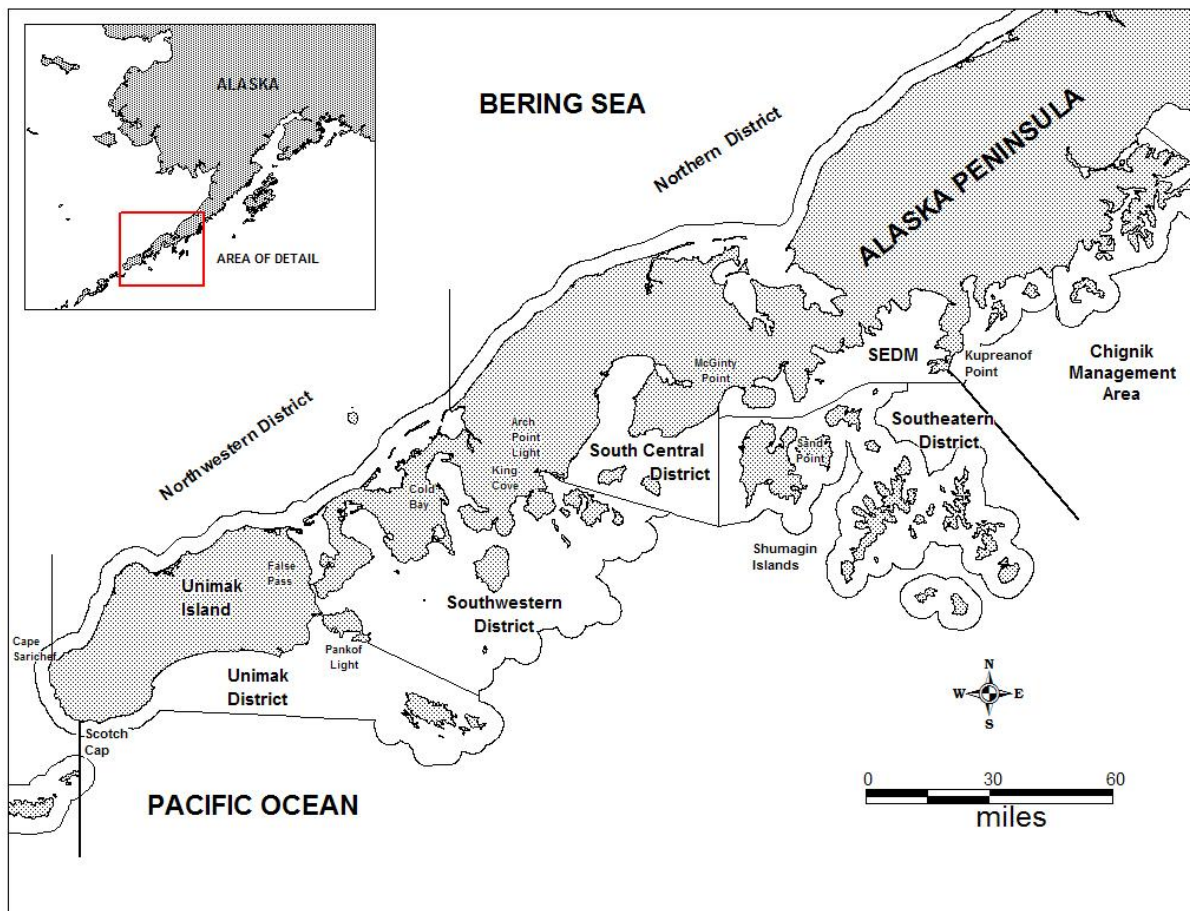 ALASKA
AREA OF DETAIL
BERING SEA
Northern District
ALASKA PENINSULA
Northwestern District
McGinty
Point
SEDM
Kupreanof
Point
Chignik
Management
Area
Arch
Point
Light
King
Cove
South Central
District
Sand
Point
Southeatern
District
Cold
Bay
False
Pass
Unimak
Island
Shumagin
Islands
Southwestern
District
Cape
Sarichef
Pankof
Light
Unimak
District
Scotch
Cap
PACIFIC OCEAN
N
W E
S
0 30 60
miles